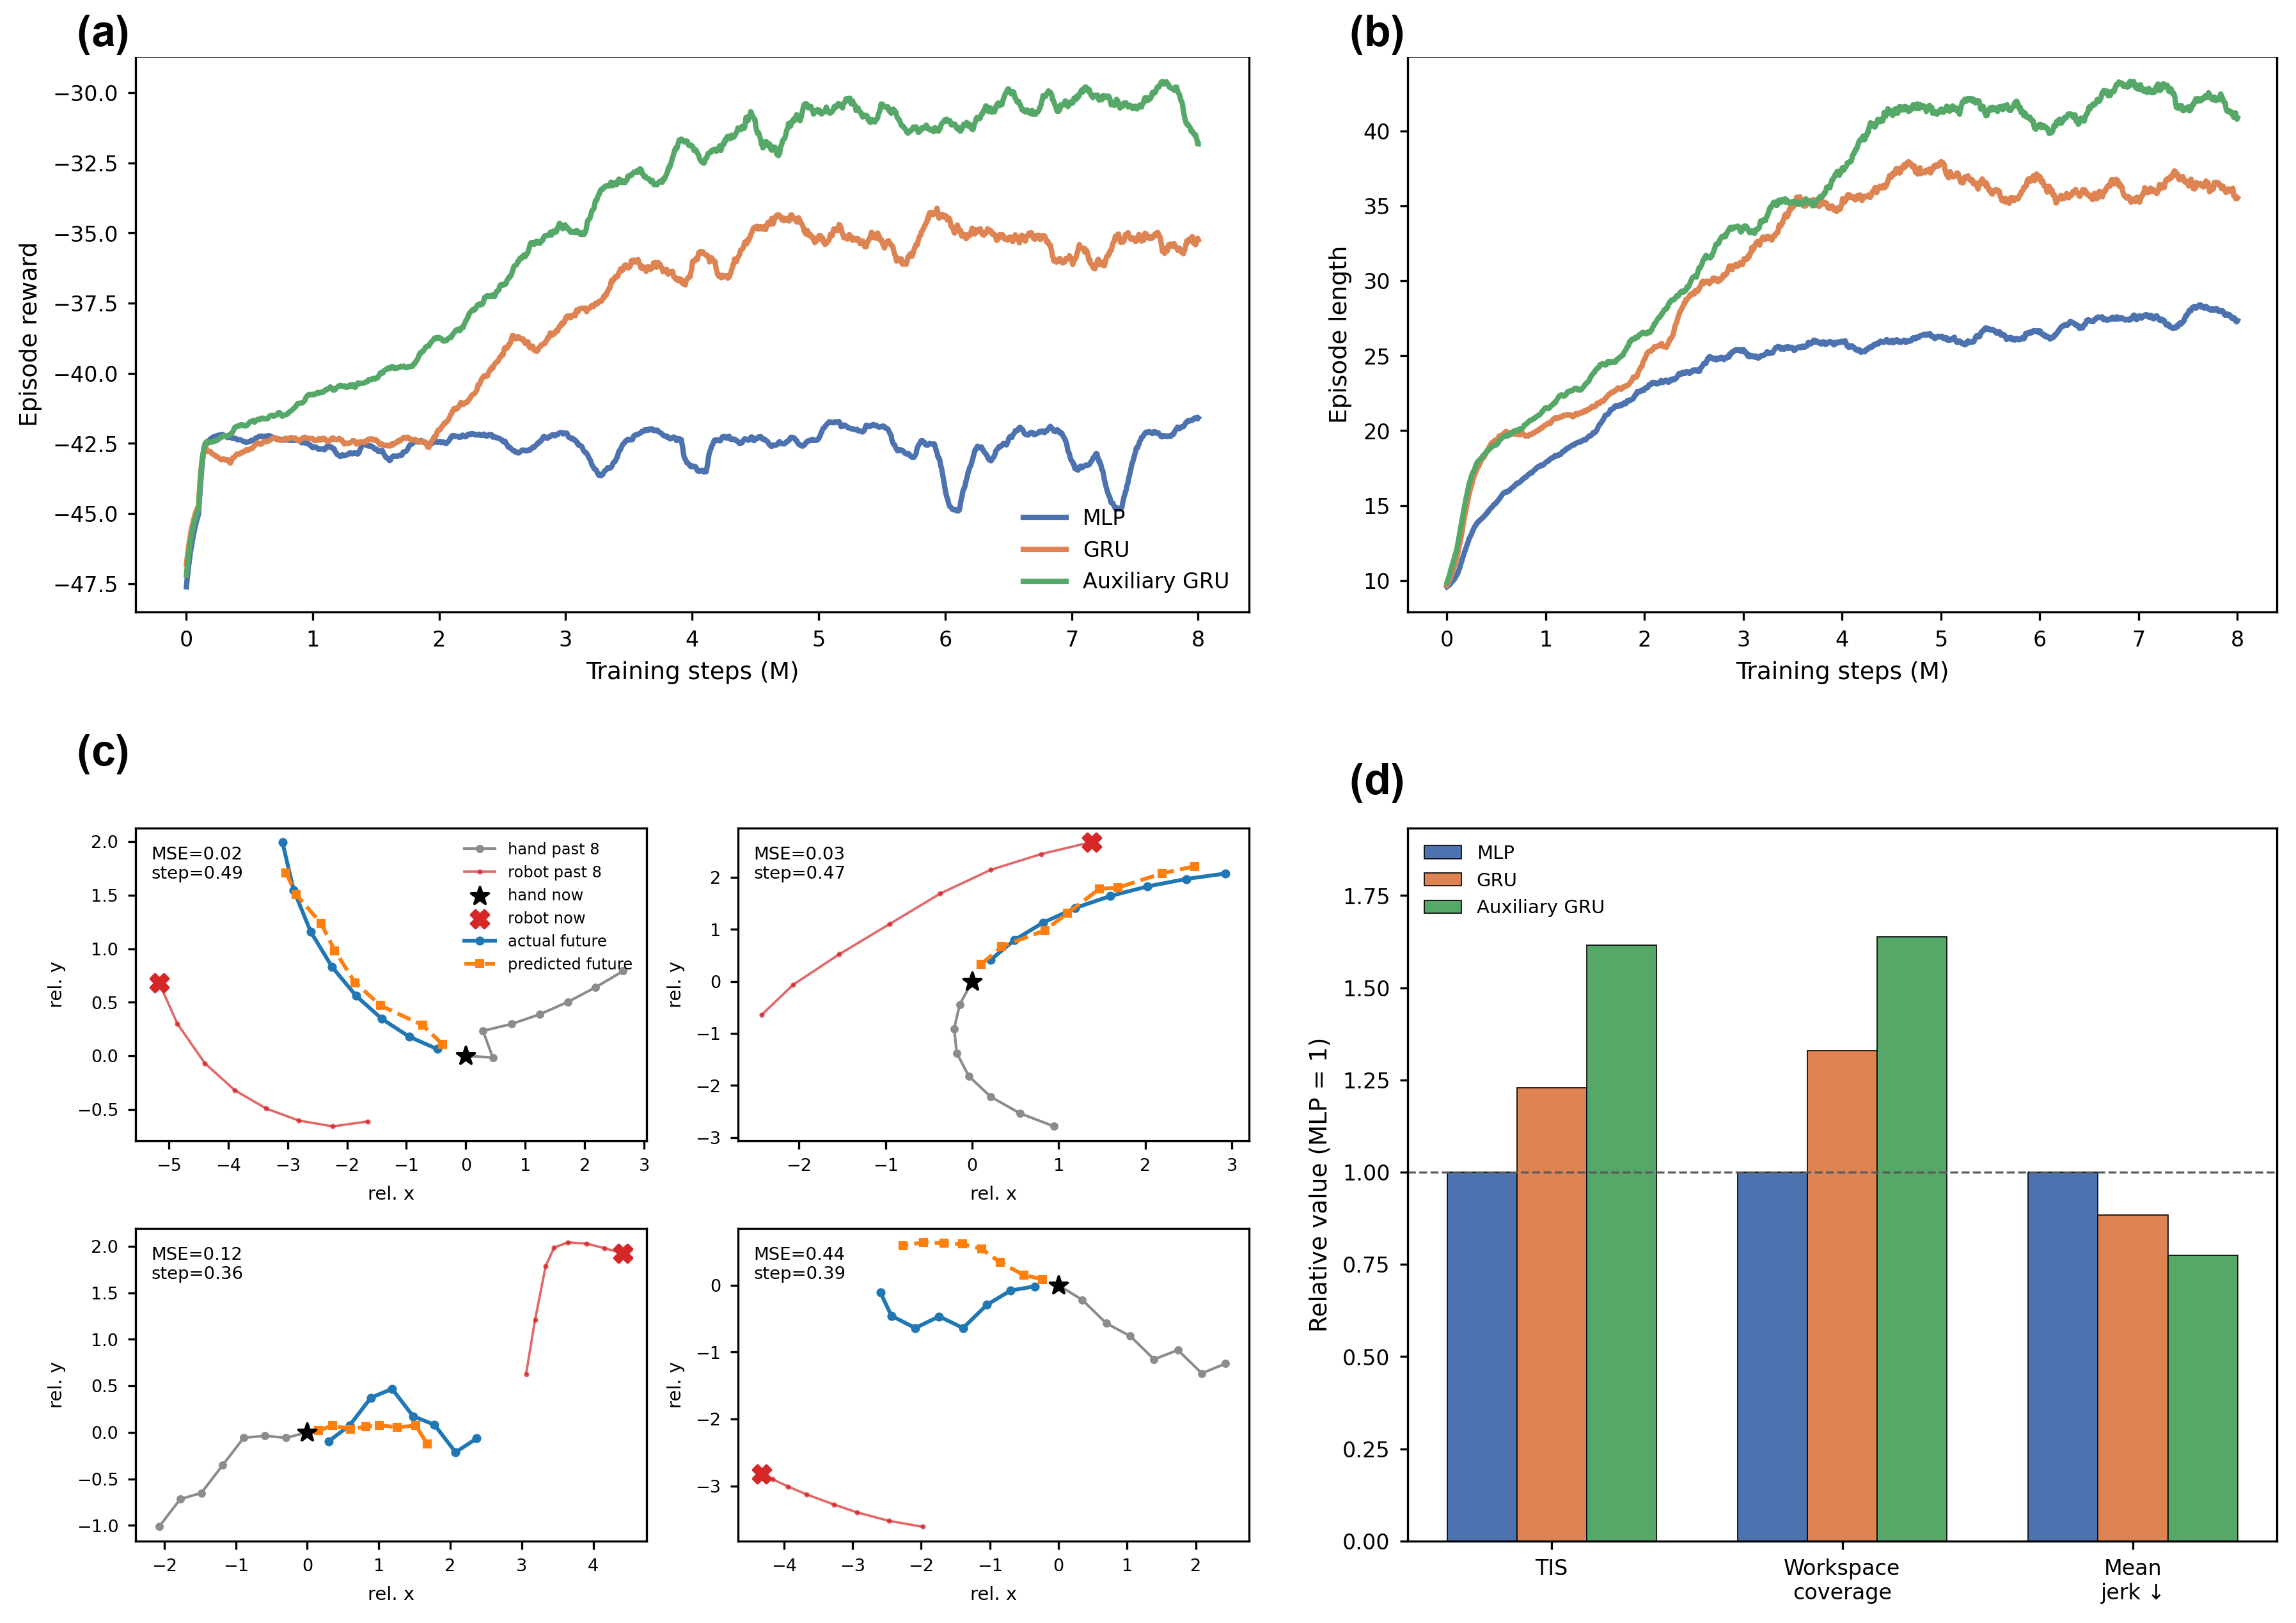 (a)
Episode reward
−30.0
−32.5
−35.0
−37.5
−40.0
−42.5
−45.0
−47.5
MLP
GRU
Auxiliary GRU
0 1 2 3 4 5 6 7 8
Training steps (M)
(b)
Episode length
40
35
30
25
20
15
10
0 1 2 3 4 5 6 7 8
Training steps (M)
(c)
MSE=0.02
step=0.49
hand past 8
robot past 8
hand now
robot now
actual future
predicted future
rel. y
2.0
1.5
1.0
0.5
0.0
−0.5
−5 −4 −3 −2 −1 0 1 2 3
rel. x
MSE=0.03
step=0.47
rel. y
2
1
0
−1
−2
−3
−2 −1 0 1 2 3
rel. x
MSE=0.12
step=0.36
rel. y
2.0
1.5
1.0
0.5
0.0
−0.5
−1.0
−2 −1 0 1 2 3 4
rel. x
MSE=0.44
step=0.39
rel. y
0
−1
−2
−3
−4 −3 −2 −1 0 1 2
rel. x
(d)
MLP
GRU
Auxiliary GRU
Relative value (MLP = 1)
1.75
1.50
1.25
1.00
0.75
0.50
0.25
0.00
TIS
Workspace
coverage
Mean
jerk ↓